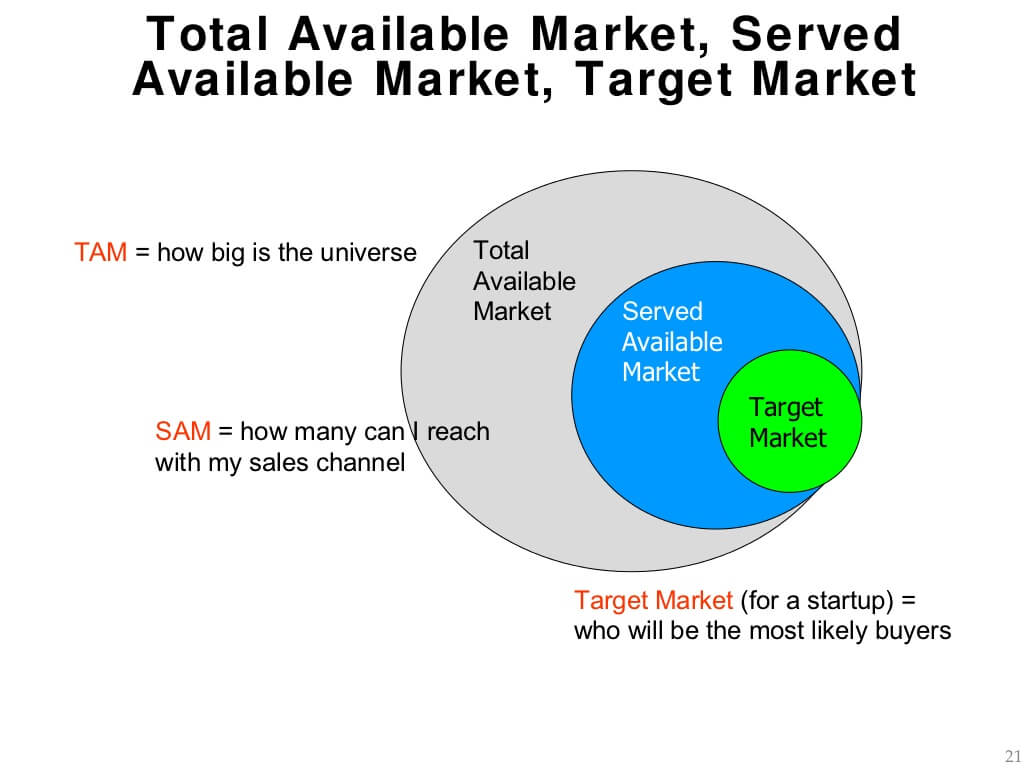 Total Available Market, Served
Available Market, Target Market
TAM = how big is the universe
Total
Available
Market
Served
Available
Market
Target
Market
SAM = how many can I reach
with my sales channel
Target Market (for a startup) =
who will be the most likely buyers
21